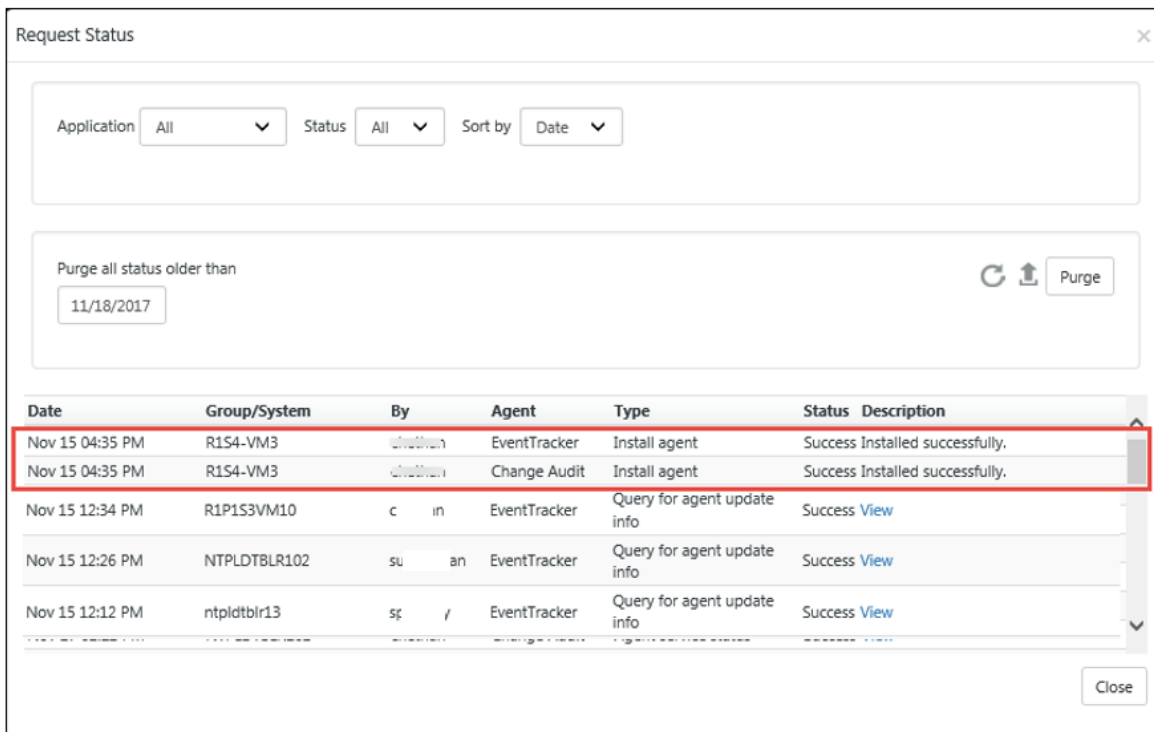 Request Status
Application All Status All Sort by Date
Purge all status older than
11/18/2017
Purge
Date Group/System By Agent Type Status Description
Nov 15 04:35 PM R1S4-VM3 EventTracker Install agent Success Installed successfully.
Nov 15 04:35 PM R1S4-VM3 Change Audit Install agent Success Installed successfully.
Nov 15 12:34 PM R1P1S3VM10 c in EventTracker Query for agent update
info
Success View
Nov 15 12:26 PM NTPLDTBLR102 su an EventTracker Query for agent update
info
Success View
Nov 15 12:12 PM ntpldtblr13 sp y EventTracker Query for agent update
info
Success View
Close